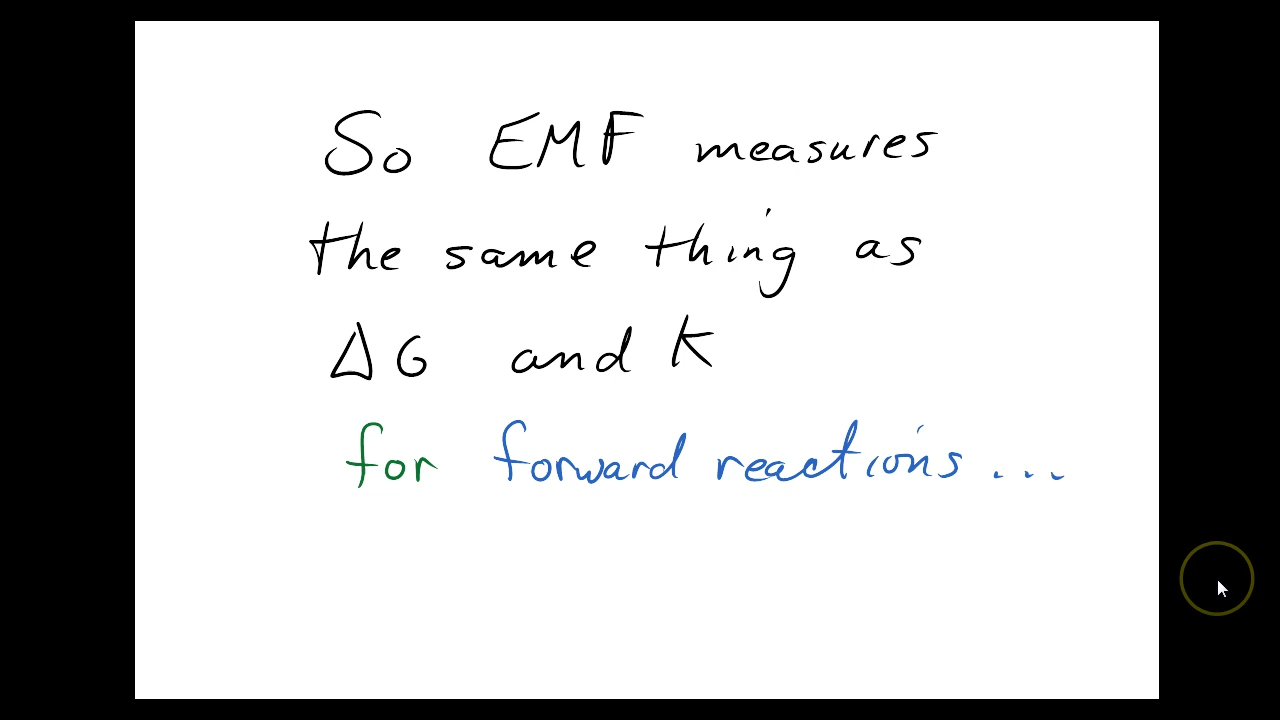 So EMF measures
the same thing as
ΔG and K
for forward reactions...